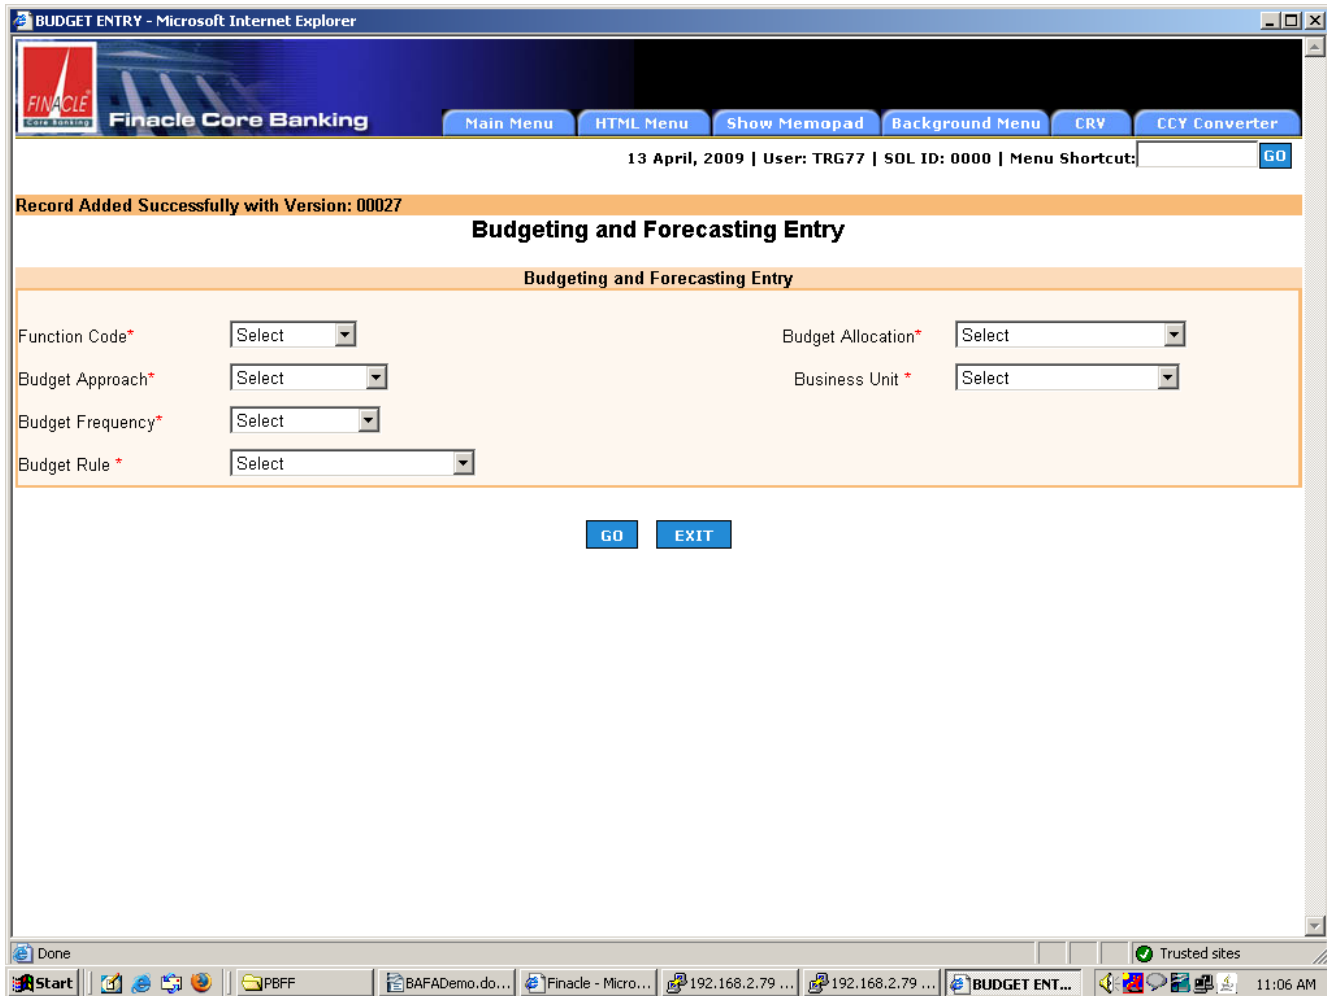 BUDGET ENTRY - Microsoft Internet Explorer
FINACLE
Core Banking
Finacle Core Banking
Main Menu HTML Menu Show Memopad Background Menu CRV CCY Converter
13 April, 2009 | User: TRG77 | SOL ID: 0000 | Menu Shortcut: GO
Record Added Successfully with Version: 00027
Budgeting and Forecasting Entry
Budgeting and Forecasting Entry
Function Code* Select Budget Allocation* Select
Budget Approach* Select Business Unit * Select
Budget Frequency* Select
Budget Rule * Select
GO EXIT
Done Trusted sites
Start PBFF BAFADemo.do... Finacle - Micro... 192.168.2.79 ... 192.168.2.79 ... BUDGET ENT... 11:06 AM